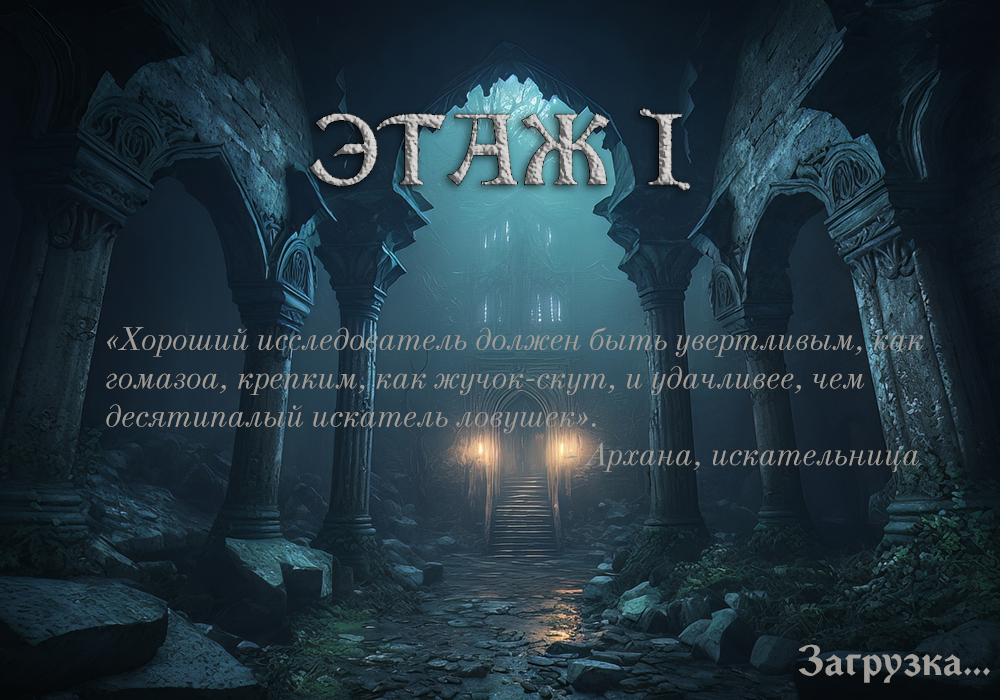 ЭТАЖ I
«Хороший исследователь должен быть увертливым, как
гомазоа, крепким, как жучок-скут, и удачливее, чем
десятипалый искатель ловушек».
Архана, искательница
Загрузка...